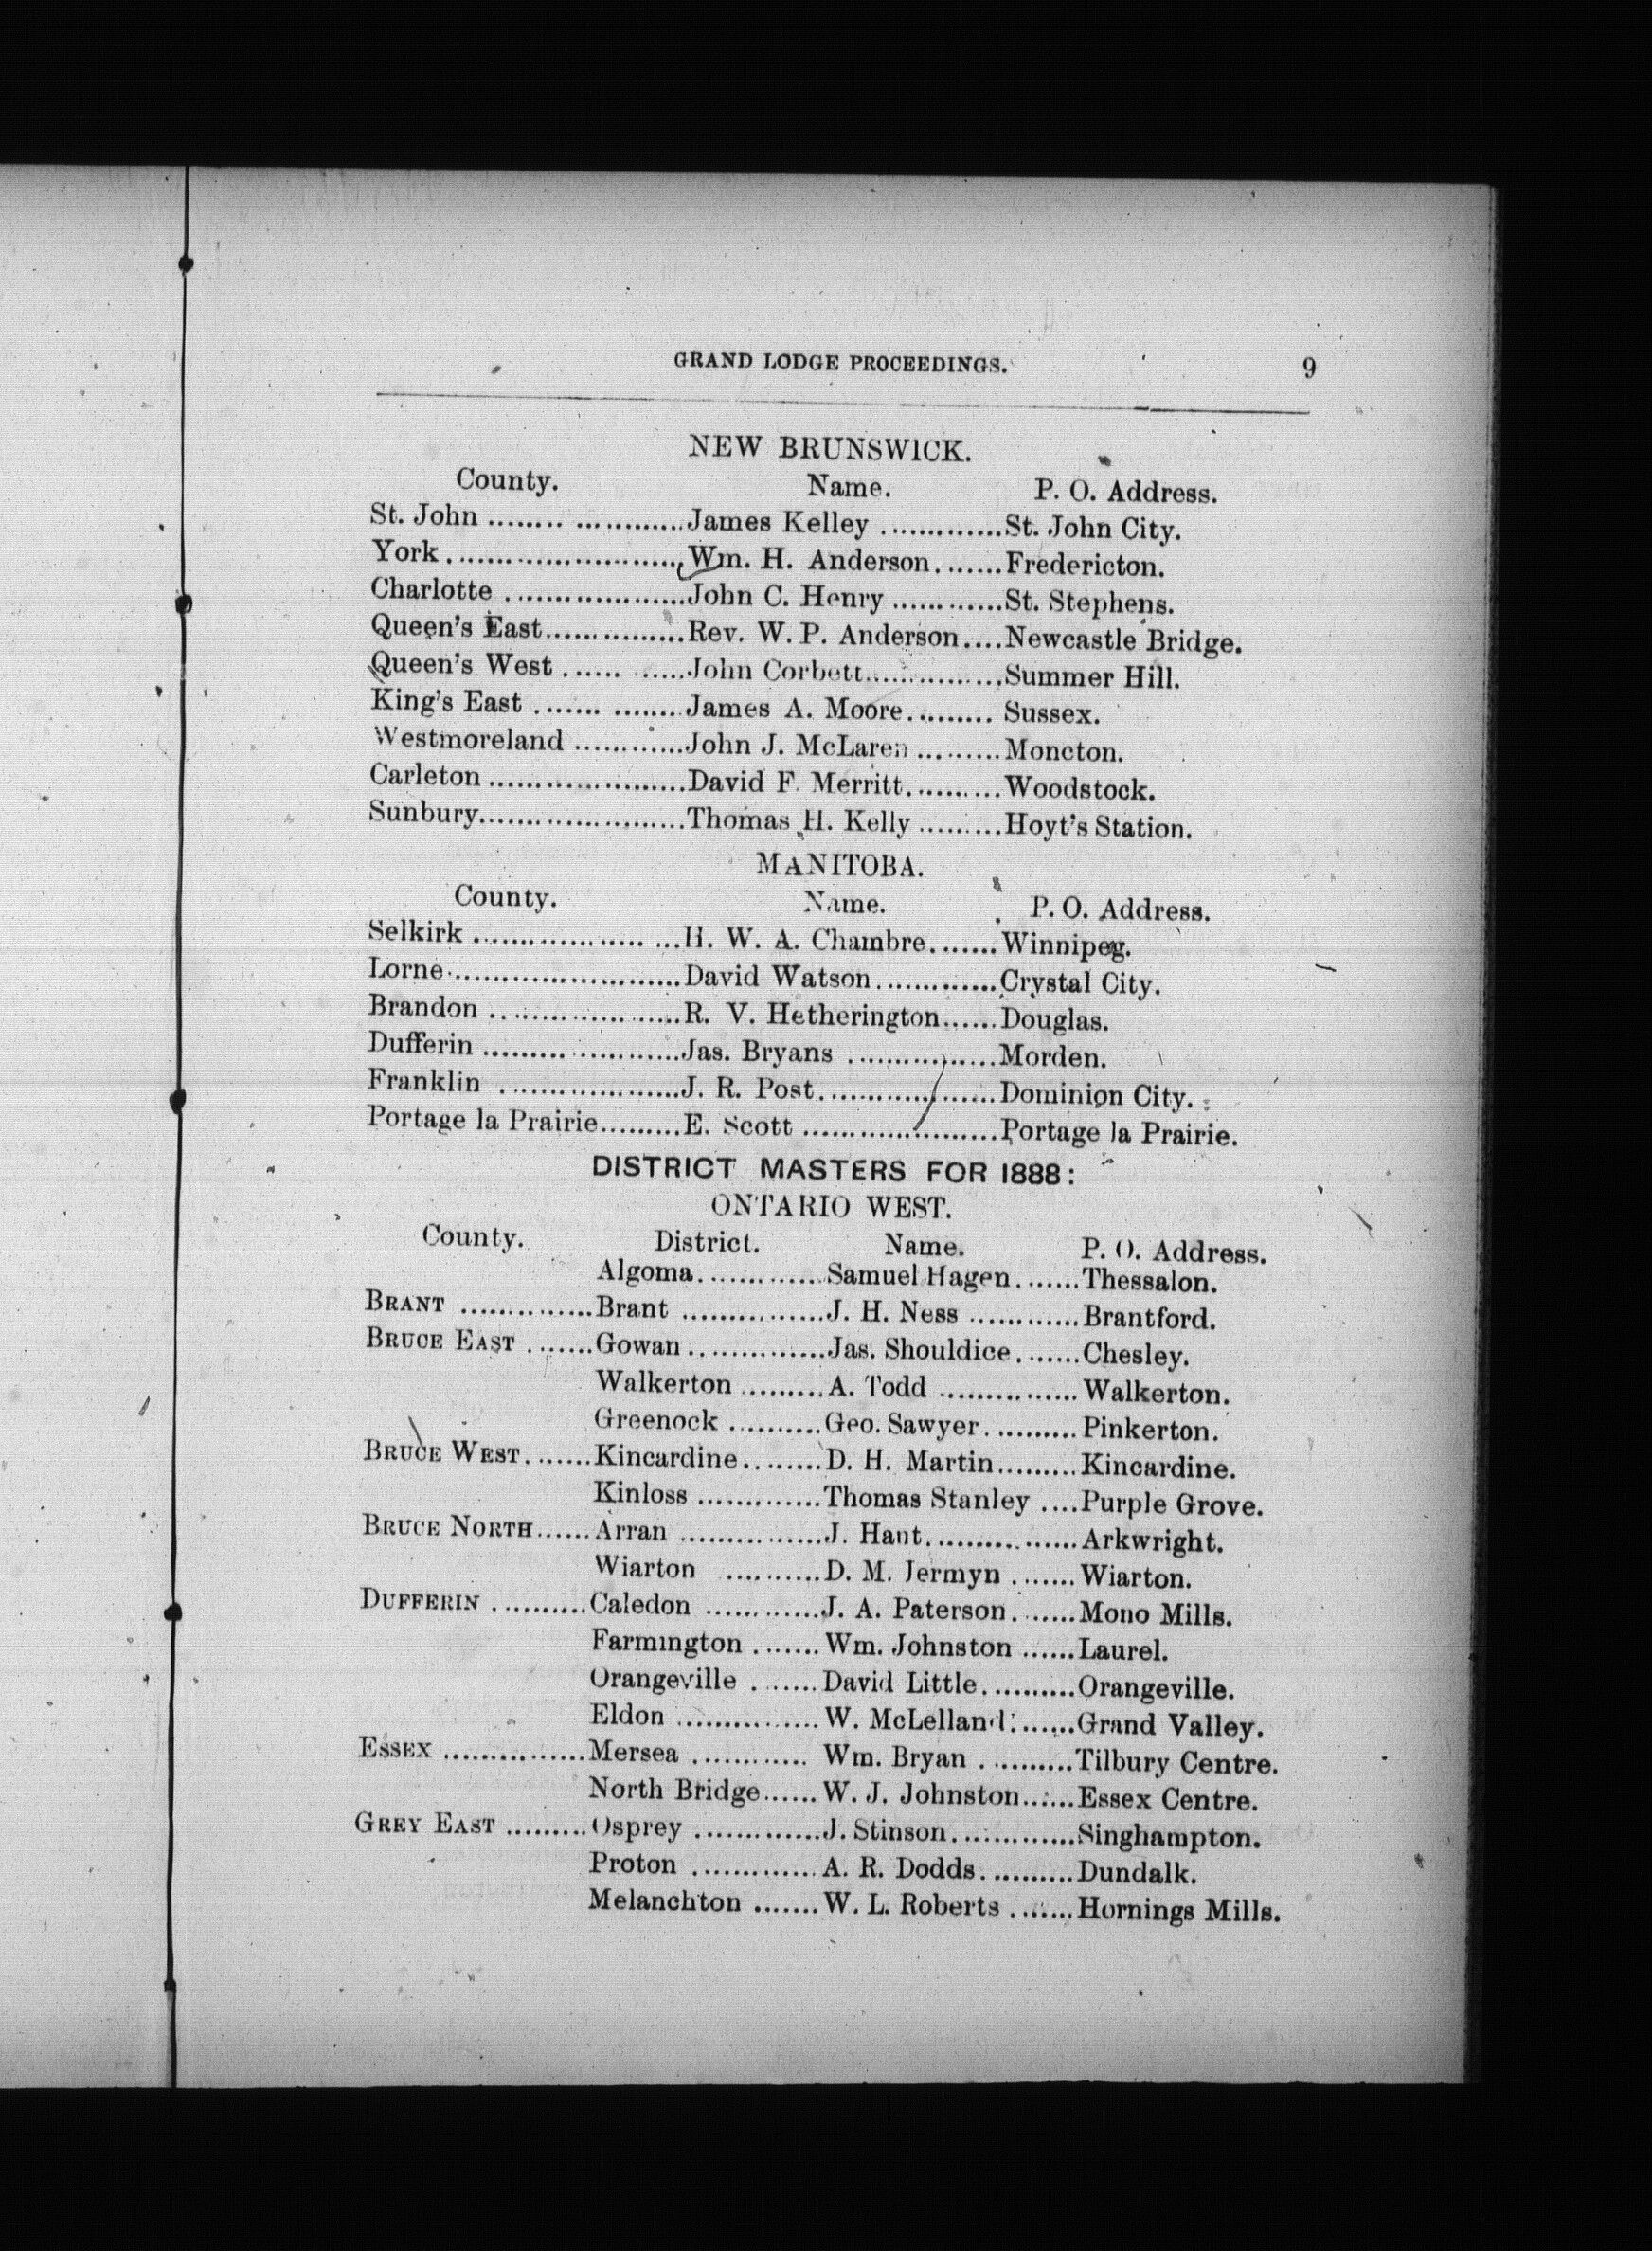 GRAND LODGE PROCEEDINGS. 9
NEW BRUNSWICK.
County. Name. P. O. Address.
St. John ........ ............James Kelley .............St. John City.
York.........................Wm. H. Anderson.......Fredericton.
Charlotte ...................John C. Henry ............St. Stephens.
Queen's East...............Rev. W. P. Anderson....Newcastle Bridge.
Queen's West ...... ......John Corbett...............Summer Hill.
King's East ....... ........James A. Moore......... Sussex.
Westmoreland ............John J. McLaren .........Moncton.
Carleton .....................David F. Merritt..........Woodstock.
Sunbury......................Thomas H. Kelly .........Hoyt's Station.
MANITOBA.
County. Name. P. O. Address.
Selkirk ................... ...H. W. A. Chambre.......Winnipeg.
Lorne.........................David Watson.............Crystal City.
Brandon .....................R. V. Hetherington......Douglas.
Dufferin .....................Jas. Bryans ................Morden.
Franklin ....................J. R. Post...................Dominion City.
Portage la Prairie.........E. Scott .....................Portage la Prairie.
DISTRICT MASTERS FOR 1888:
ONTARIO WEST.
County. District. Name. P. O. Address.
Algoma.............Samuel Hagen.......Thessalon.
BRANT ..............Brant ...............J. H. Ness ............Brantford.
BRUCE EAST .......Gowan ..............Jas. Shouldice.......Chesley.
Walkerton .........A. Todd ...............Walkerton.
Greenock ..........Geo. Sawyer..........Pinkerton.
BRUCE WEST.......Kincardine.........D. H. Martin.........Kincardine.
Kinloss .............Thomas Stanley ....Purple Grove.
BRUCE NORTH......Arran ...............J. Hant................Arkwright.
Wiarton ..........D. M. Jermyn .......Wiarton.
DUFFERIN ..........Caledon ............J. A. Paterson.......Mono Mills.
Farmington .......Wm. Johnston ......Laurel.
Orangeville .......David Little..........Orangeville.
Eldon ...............W. McLelland.......Grand Valley.
ESSEX ...............Mersea ............ Wm. Bryan ..........Tilbury Centre.
North Bridge......W. J. Johnston......Essex Centre.
GREY EAST .........Osprey .............J. Stinson.............Singhampton.
Proton .............A. R. Dodds..........Dundalk.
Melanchton .......W. L. Roberts .......Hornings Mills.